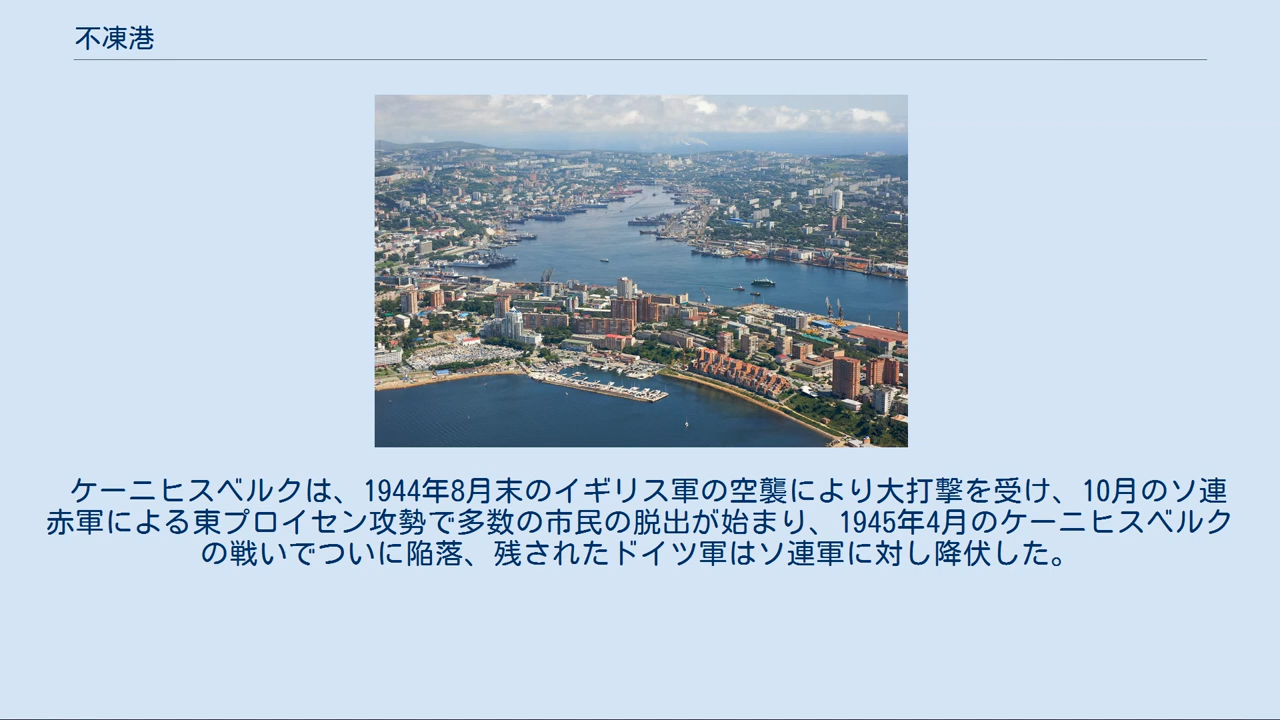 不凍港
ケーニヒスベルクは、1944年8月末のイギリス軍の空襲により大打撃を受け、10月のソ連
赤軍による東プロイセン攻勢で多数の市民の脱出が始まり、1945年4月のケーニヒスベルク
の戦いでついに陥落、残されたドイツ軍はソ連軍に対し降伏した。